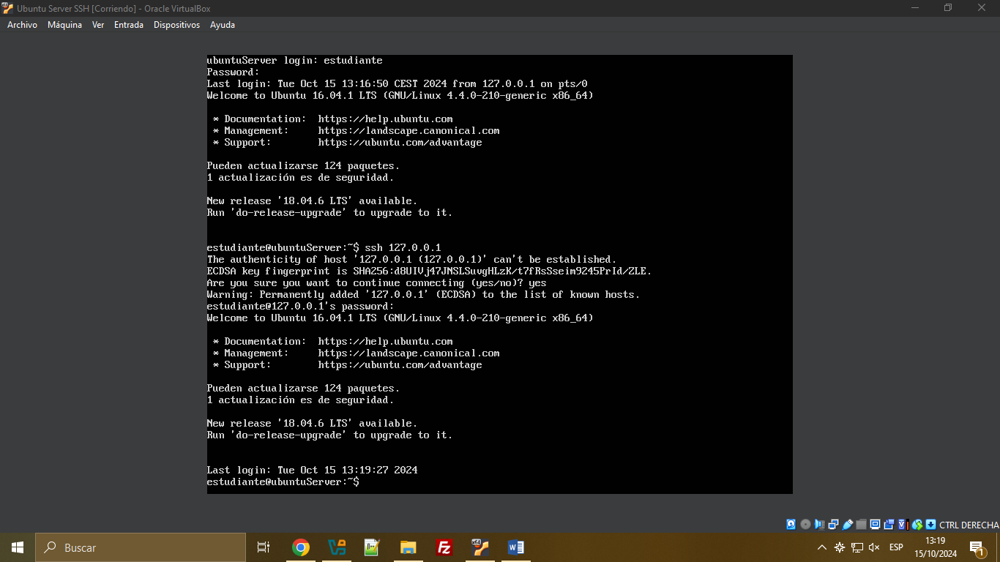 Ubuntu Server SSH [Corriendo] - Oracle VirtualBox
Archivo Máquina Ver Entrada Dispositivos Ayuda
ubuntuServer login: estudiante
Password:
Last login: Tue Oct 15 13:16:50 CEST 2024 from 127.0.0.1 on pts/0
Welcome to Ubuntu 16.04.1 LTS (GNU/Linux 4.4.0-210-generic x86_64)
* Documentation: https://help.ubuntu.com
* Management: https://landscape.canonical.com
* Support: https://ubuntu.com/advantage
Pueden actualizarse 124 paquetes.
1 actualización es de seguridad.
New release '18.04.6 LTS' available.
Run 'do-release-upgrade' to upgrade to it.
estudiante@ubuntuServer:~$ ssh 127.0.0.1
The authenticity of host '127.0.0.1 (127.0.0.1)' can't be established.
ECDSA key fingerprint is SHA256:d8UIVj47JNSLSuvgHLzK/t7fRsSseim9245PrId/ZLE.
Are you sure you want to continue connecting (yes/no)? yes
Warning: Permanently added '127.0.0.1' (ECDSA) to the list of known hosts.
estudiante@127.0.0.1's password:
Welcome to Ubuntu 16.04.1 LTS (GNU/Linux 4.4.0-210-generic x86_64)
* Documentation: https://help.ubuntu.com
* Management: https://landscape.canonical.com
* Support: https://ubuntu.com/advantage
Pueden actualizarse 124 paquetes.
1 actualización es de seguridad.
New release '18.04.6 LTS' available.
Run 'do-release-upgrade' to upgrade to it.
Last login: Tue Oct 15 13:19:27 2024
estudiante@ubuntuServer:~$
CTRL DERECHA
Buscar
ESP
13:19
15/10/2024
1